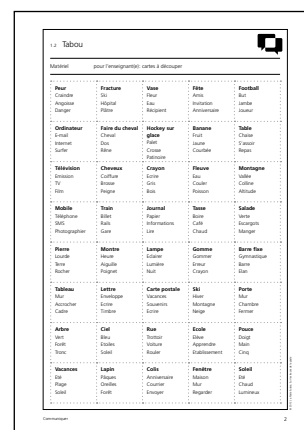 1.2 Tabou
Matériel pour l'enseignant(e): cartes à découper
Peur Fracture Vase Fête Football
Craindre Ski Fleur Amis But
Angoisse Hôpital Eau Invitation Jambe
Danger Plâtre Récipient Anniversaire Joueur
Ordinateur Faire du cheval Hockey sur glace Banane Table
E-mail Cheval Palet Fruit Chaise
Internet Dos Crosse Jaune S'assoir
Surfer Rêne Patinoire Courbée Repas
Télévision Cheveux Crayon Fleuve Montagne
Emission Coiffure Ecrire Eau Vallée
TV Brosse Gris Couler Colline
Film Peigne Bois Poisson Altitude
Mobile Train Journal Tasse Salade
Téléphone Billet Papier Boire Verte
SMS Rails Informations Café Escargots
Photographier Gare Lire Chaud Manger
Pierre Montre Lampe Gomme Barre fixe
Lourde Heure Eclairer Gommer Gymnastique
Terre Aiguille Lumière Erreur Barre
Rocher Poignet Nuit Crayon Elan
Tableau Lettre Carte postale Ski Porte
Mur Enveloppe Vacances Hiver Mur
Accrocher Ecrire Souvenirs Montagne Chambre
Cadre Timbre Ecrire Neige Fermer
Arbre Ciel Rue Ecole Pouce
Vert Bleu Trottoir Elève Doigt
Forêt Etoiles Voiture Apprendre Main
Tronc Soleil Rouler Etablissement Cinq
Vacances Lapin Colis Fenêtre Soleil
Eté Pâques Anniversaire Maison Eté
Plage Oreilles Courrier Mur Chaud
Soleil Forêt Envoyer Regarder Lumineux
Communiquer 2